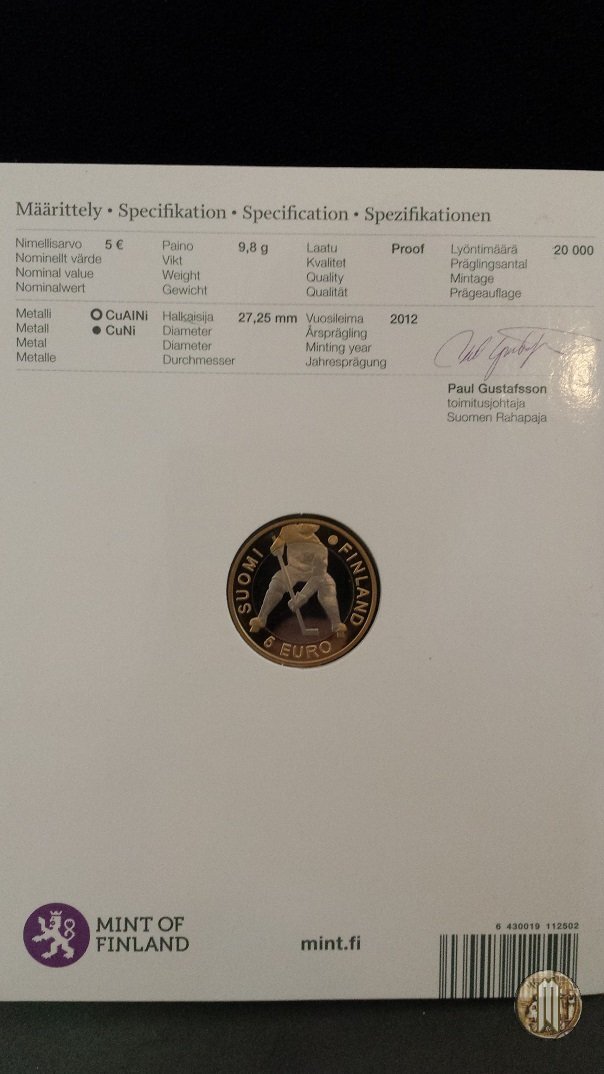 Määrittely • Specifikation • Specification • Spezifikationen
Nimellisarvo 5 €
Nominellt värde
Nominal value
Nominalwert
Paino 9,8 g
Vikt
Weight
Gewicht
Laatu Proof
Kvalitet
Quality
Qualität
Lyöntimäärä 20 000
Präglingsantal
Mintage
Prägeauflage
Metalli CuAlNi
Metall CuNi
Metal
Metalle
Halkaisija 27,25 mm
Diameter
Diameter
Durchmesser
Vuosileima 2012
Årsprägling
Minting year
Jahresprägung
Paul Gustafsson
toimitusjohtaja
Suomen Rahapaja
SUOMI
FINLAND
5 EURO
MINT OF
FINLAND
mint.fi
6 430019 112502